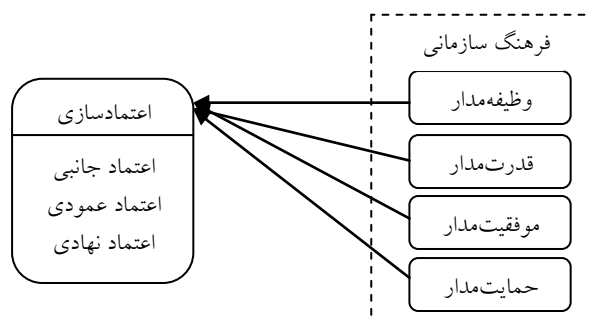 فرهنگ سازمانی
وظیفه‌مدار
قدرت‌مدار
موفقیت‌مدار
حمایت‌مدار
اعتمادسازی
اعتماد جانبی
اعتماد عمودی
اعتماد نهادی